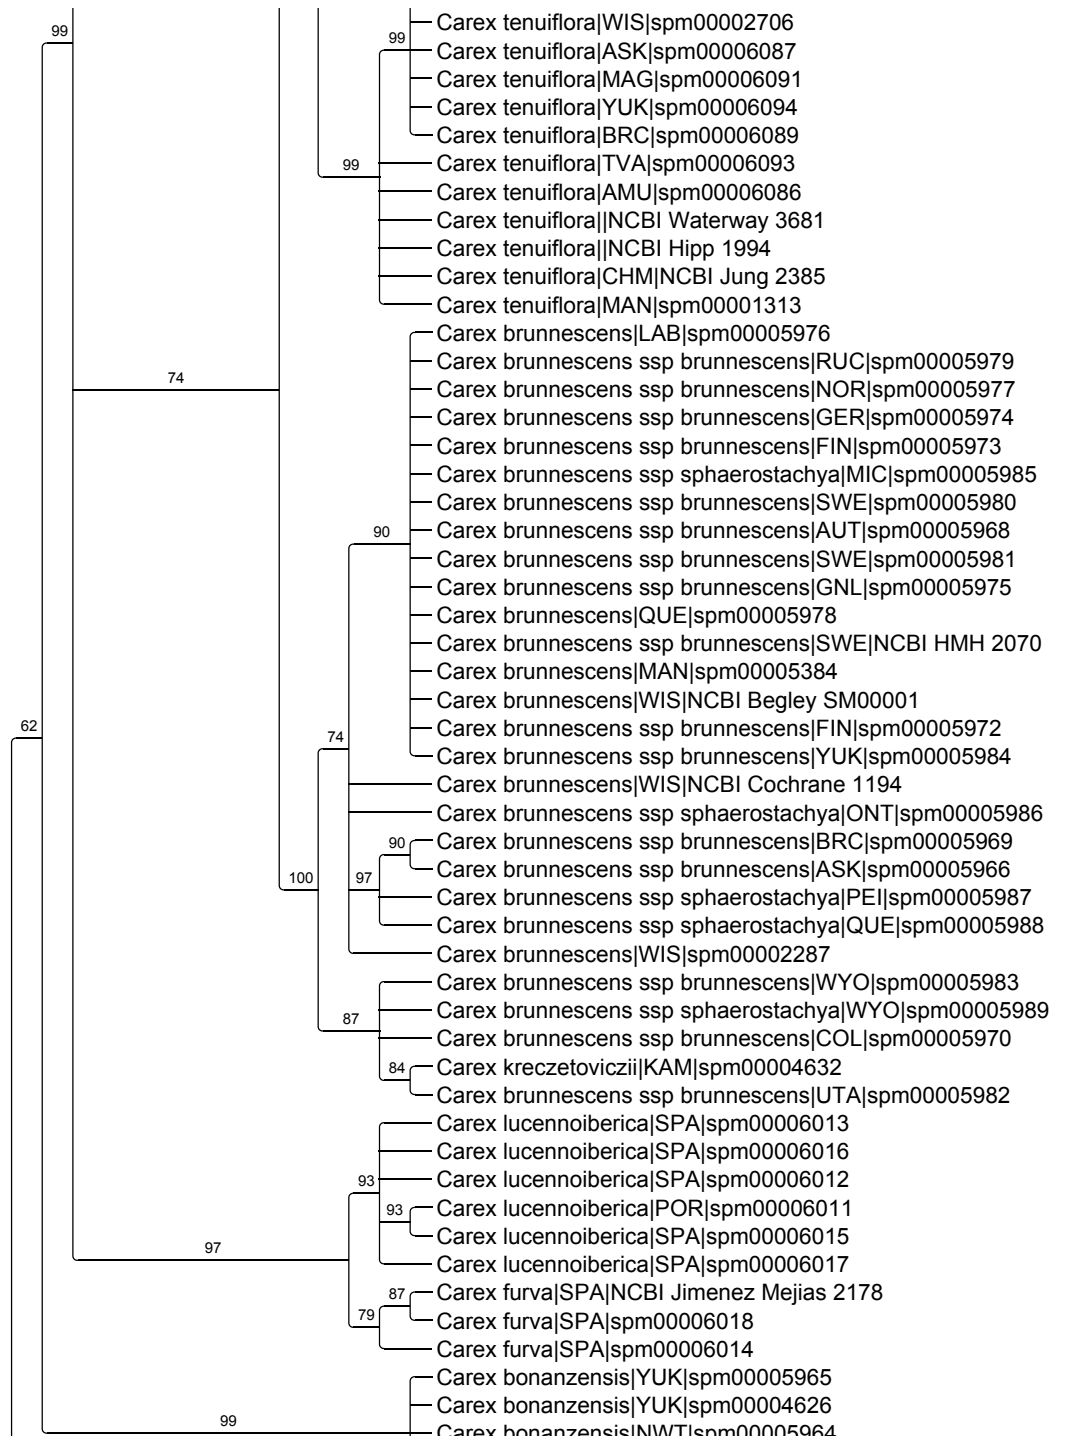 99
Carex tenuiflora|WIS|spm00002706
99
Carex tenuiflora|ASK|spm00006087
Carex tenuiflora|MAG|spm00006091
Carex tenuiflora|YUK|spm00006094
Carex tenuiflora|BRC|spm00006089
99
Carex tenuiflora|TVA|spm00006093
Carex tenuiflora|AMU|spm00006086
Carex tenuiflora||NCBI Waterway 3681
Carex tenuiflora||NCBI Hipp 1994
Carex tenuiflora|CHM|NCBI Jung 2385
Carex tenuiflora|MAN|spm00001313
Carex brunnescens|LAB|spm00005976
Carex brunnescens ssp brunnescens|RUC|spm00005979
74
Carex brunnescens ssp brunnescens|NOR|spm00005977
Carex brunnescens ssp brunnescens|GER|spm00005974
Carex brunnescens ssp brunnescens|FIN|spm00005973
Carex brunnescens ssp sphaerostachya|MIC|spm00005985
Carex brunnescens ssp brunnescens|SWE|spm00005980
90
Carex brunnescens ssp brunnescens|AUT|spm00005968
Carex brunnescens ssp brunnescens|SWE|spm00005981
Carex brunnescens ssp brunnescens|GNL|spm00005975
Carex brunnescens|QUE|spm00005978
Carex brunnescens ssp brunnescens|SWE|NCBI HMH 2070
Carex brunnescens|MAN|spm00005384
Carex brunnescens|WIS|NCBI Begley SM00001
62
Carex brunnescens ssp brunnescens|FIN|spm00005972
74
Carex brunnescens ssp brunnescens|YUK|spm00005984
Carex brunnescens|WIS|NCBI Cochrane 1194
Carex brunnescens ssp sphaerostachya|ONT|spm00005986
90
Carex brunnescens ssp brunnescens|BRC|spm00005969
Carex brunnescens ssp brunnescens|ASK|spm00005966
100
97
Carex brunnescens ssp sphaerostachya|PEI|spm00005987
Carex brunnescens ssp sphaerostachya|QUE|spm00005988
Carex brunnescens|WIS|spm00002287
Carex brunnescens ssp brunnescens|WYO|spm00005983
Carex brunnescens ssp sphaerostachya|WYO|spm00005989
87
Carex brunnescens ssp brunnescens|COL|spm00005970
84
Carex kreczetoviczii|KAM|spm00004632
Carex brunnescens ssp brunnescens|UTA|spm00005982
Carex lucennoiberica|SPA|spm00006013
Carex lucennoiberica|SPA|spm00006016
93
Carex lucennoiberica|SPA|spm00006012
93
Carex lucennoiberica|POR|spm00006011
Carex lucennoiberica|SPA|spm00006015
97
Carex lucennoiberica|SPA|spm00006017
87
Carex furva|SPA|NCBI Jimenez Mejias 2178
79
Carex furva|SPA|spm00006018
Carex furva|SPA|spm00006014
Carex bonanzensis|YUK|spm00005965
Carex bonanzensis|YUK|spm00004626
99
Carex bonanzensis|NWT|spm00005964